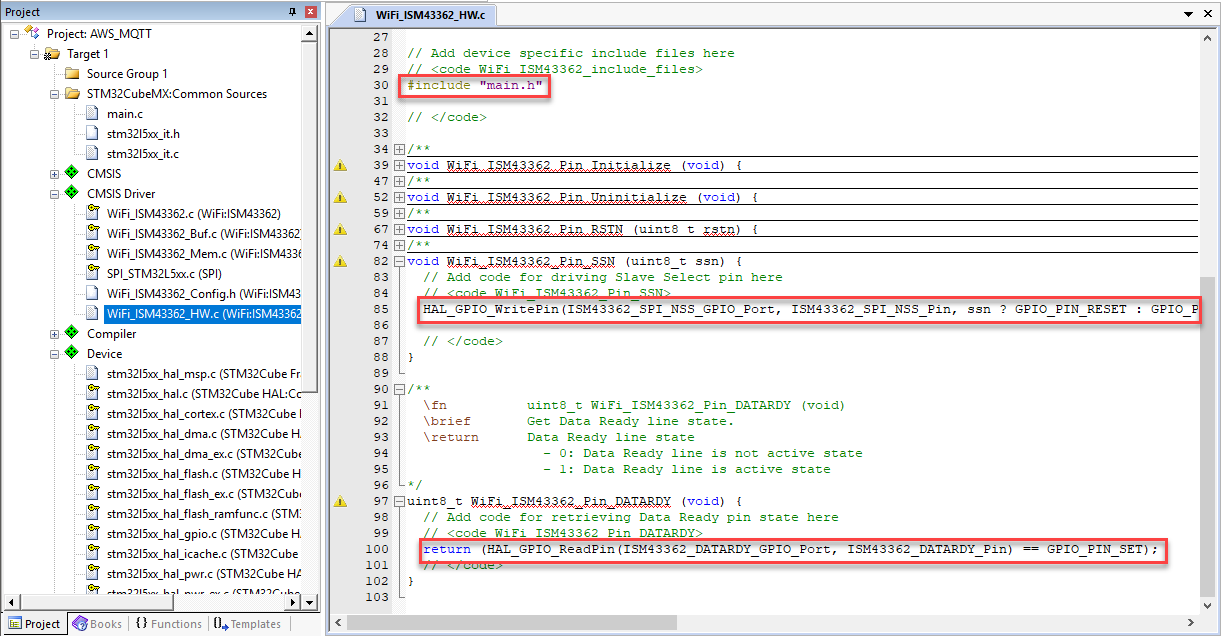 Project
Project: AWS_MQTT
Target 1
Source Group 1
STM32CubeMX:Common Sources
main.c
stm32l5xx_it.h
stm32l5xx_it.c
CMSIS
CMSIS Driver
WiFi_ISM43362.c (WiFi:ISM43362)
WiFi_ISM43362_Buf.c (WiFi:ISM43362)
WiFi_ISM43362_Mem.c (WiFi:ISM4336
SPI_STM32L5xx.c (SPI)
WiFi_ISM43362_Config.h (WiFi:ISM4
WiFi_ISM43362_HW.c (WiFi:ISM43362
Compiler
Device
stm32l5xx_hal_msp.c (STM32Cube Fr
stm32l5xx_hal.c (STM32Cube HAL:Co
stm32l5xx_hal_cortex.c (STM32Cube
stm32l5xx_hal_dma.c (STM32Cube H
stm32l5xx_hal_dma_ex.c (STM32Cube
stm32l5xx_hal_flash.c (STM32Cube H
stm32l5xx_hal_flash_ex.c (STM32Cub
stm32l5xx_hal_flash_ramfunc.c (STM
stm32l5xx_hal_gpio.c (STM32Cube H
stm32l5xx_hal_icache.c (STM32Cube
stm32l5xx_hal_pwr.c (STM32Cube HA
stm32l5xx_hal_pwr_ex.c (STM32Cub
Project Books {} Functions Templates
WiFi_ISM43362_HW.c
27
28 // Add device specific include files here
29 // <code WiFi_ISM43362_include_files>
30 #include "main.h"
31
32 // </code>
33
34 /**
39 void WiFi_ISM43362_Pin_Initialize (void) {
47 /**
52 void WiFi_ISM43362_Pin_Uninitialize (void) {
59 /**
67 void WiFi_ISM43362_Pin_RSTN (uint8_t rstn) {
74 /**
82 void WiFi_ISM43362_Pin_SSN (uint8_t ssn) {
83 // Add code for driving Slave Select pin here
84 // <code WiFi_ISM43362_Pin_SSN>
85 HAL_GPIO_WritePin(ISM43362_SPI_NSS_GPIO_Port, ISM43362_SPI_NSS_Pin, ssn ? GPIO_PIN_RESET : GPIO_P
86
87 // </code>
88 }
89
90 /**
91 \fn uint8_t WiFi_ISM43362_Pin_DATARDY (void)
92 \brief Get Data Ready line state.
93 \return Data Ready line state
94 - 0: Data Ready line is not active state
95 - 1: Data Ready line is active state
96 */
97 uint8_t WiFi_ISM43362_Pin_DATARDY (void) {
98 // Add code for retrieving Data Ready pin state here
99 // <code WiFi_ISM43362_Pin_DATARDY>
100 return (HAL_GPIO_ReadPin(ISM43362_DATARDY_GPIO_Port, ISM43362_DATARDY_Pin) == GPIO_PIN_SET);
101 // </code>
102 }
103